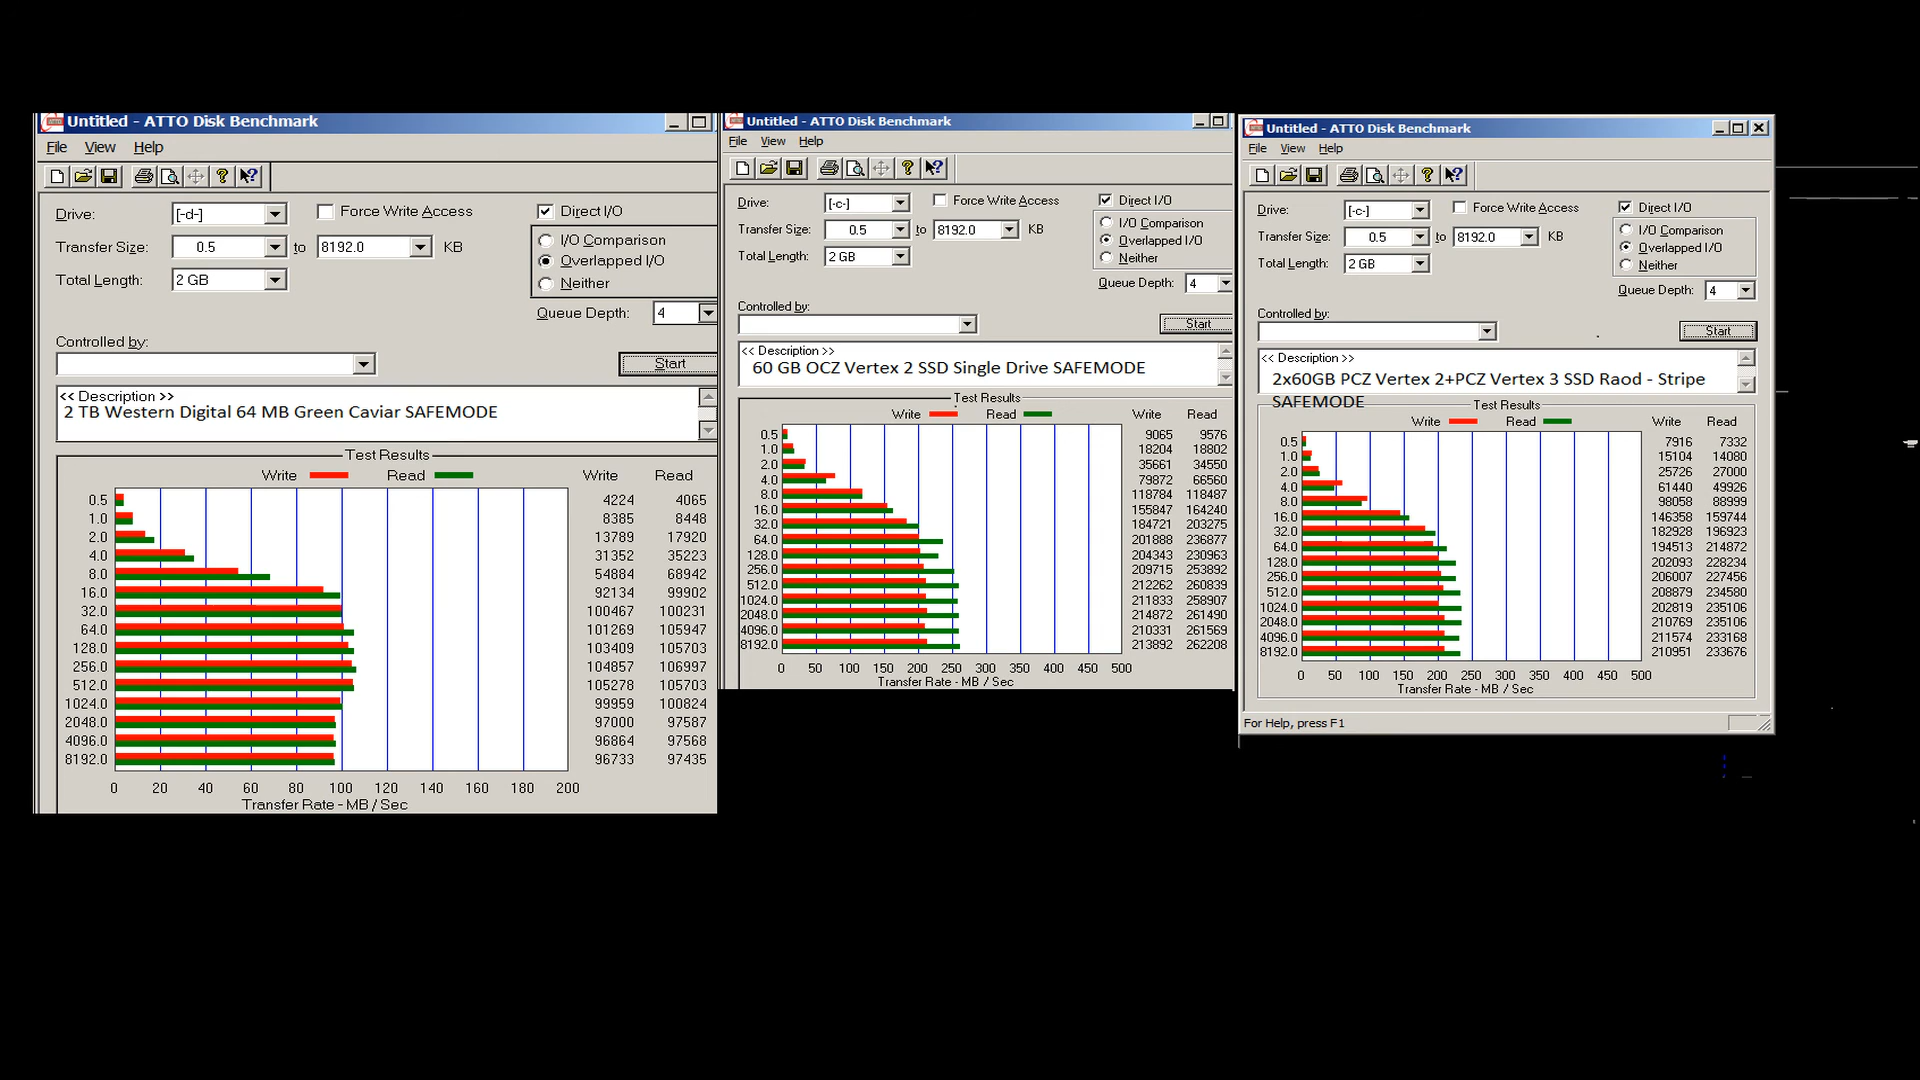 Untitled - ATTO Disk Benchmark
File View Help
Drive: [-d-] Force Write Access Direct I/O
Transfer Size: 0.5 to 8192.0 KB I/O Comparison
Overlapped I/O
Total Length: 2 GB Neither
Queue Depth: 4
Controlled by:
Start
<< Description >>
2 TB Western Digital 64 MB Green Caviar SAFEMODE
Test Results
Write Read Write Read
0.5 4224 4065
1.0 8385 8448
2.0 13789 17920
4.0 31352 35223
8.0 54884 68942
16.0 92134 99902
32.0 100467 100231
64.0 101269 105947
128.0 103409 105703
256.0 104857 106997
512.0 105278 105703
1024.0 99959 100824
2048.0 97000 97587
4096.0 96864 97568
8192.0 96733 97435
0 20 40 60 80 100 120 140 160 180 200
Transfer Rate - MB / Sec
Untitled - ATTO Disk Benchmark
File View Help
Drive: [-c-] Force Write Access Direct I/O
Transfer Size: 0.5 to 8192.0 KB I/O Comparison
Overlapped I/O
Total Length: 2 GB Neither
Queue Depth: 4
Controlled by:
Start
<< Description >>
60 GB OCZ Vertex 2 SSD Single Drive SAFEMODE
Test Results
Write Read Write Read
0.5 9065 9576
1.0 18204 18802
2.0 35661 34550
4.0 79872 66560
8.0 118784 118487
16.0 155847 164240
32.0 184721 203275
64.0 201888 236877
128.0 204343 230963
256.0 209715 253892
512.0 212262 260839
1024.0 211833 258907
2048.0 214872 261490
4096.0 210331 261569
8192.0 213892 262208
0 50 100 150 200 250 300 350 400 450 500
Transfer Rate - MB / Sec
Untitled - ATTO Disk Benchmark
File View Help
Drive: [-c-] Force Write Access Direct I/O
Transfer Size: 0.5 to 8192.0 KB I/O Comparison
Overlapped I/O
Total Length: 2 GB Neither
Queue Depth: 4
Controlled by:
Start
<< Description >>
2x60GB PCZ Vertex 2+PCZ Vertex 3 SSD Raod - Stripe
SAFEMODE
Test Results
Write Read Write Read
0.5 7916 7332
1.0 15104 14080
2.0 25726 27000
4.0 61440 49926
8.0 98058 88999
16.0 146358 159744
32.0 182928 196923
64.0 194513 214872
128.0 202093 228234
256.0 206007 227456
512.0 208879 234580
1024.0 202819 235106
2048.0 210769 235106
4096.0 211574 233168
8192.0 210951 233676
0 50 100 150 200 250 300 350 400 450 500
Transfer Rate - MB / Sec
For Help, press F1